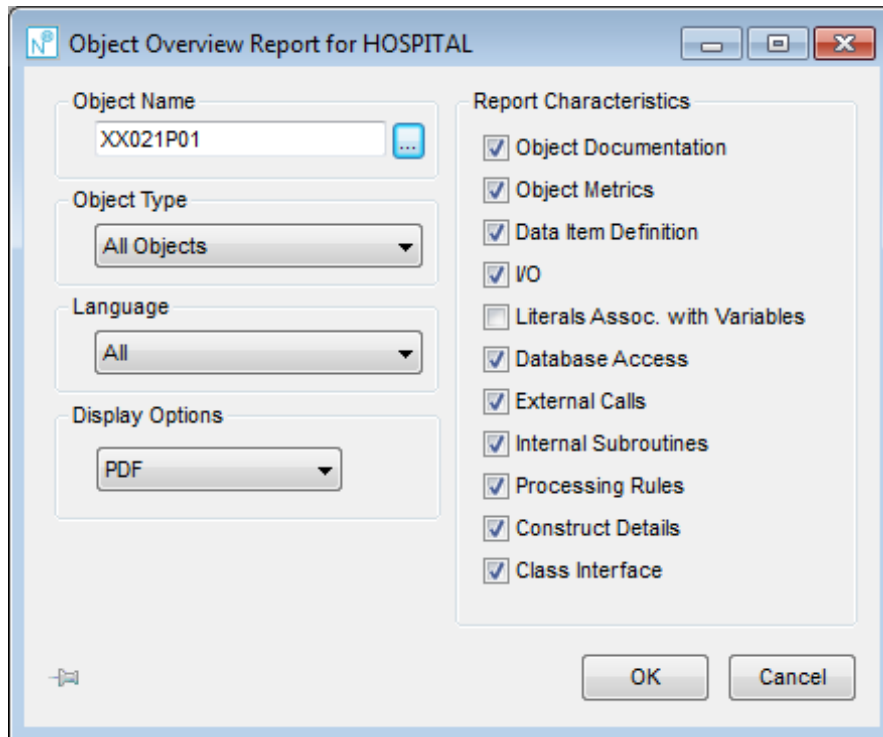 Object Overview Report for HOSPITAL
Object Name
XX021P01
...
Object Type
All Objects
Language
All
Display Options
PDF
Report Characteristics
Object Documentation
Object Metrics
Data Item Definition
I/O
Literals Assoc. with Variables
Database Access
External Calls
Internal Subroutines
Processing Rules
Construct Details
Class Interface
OK
Cancel